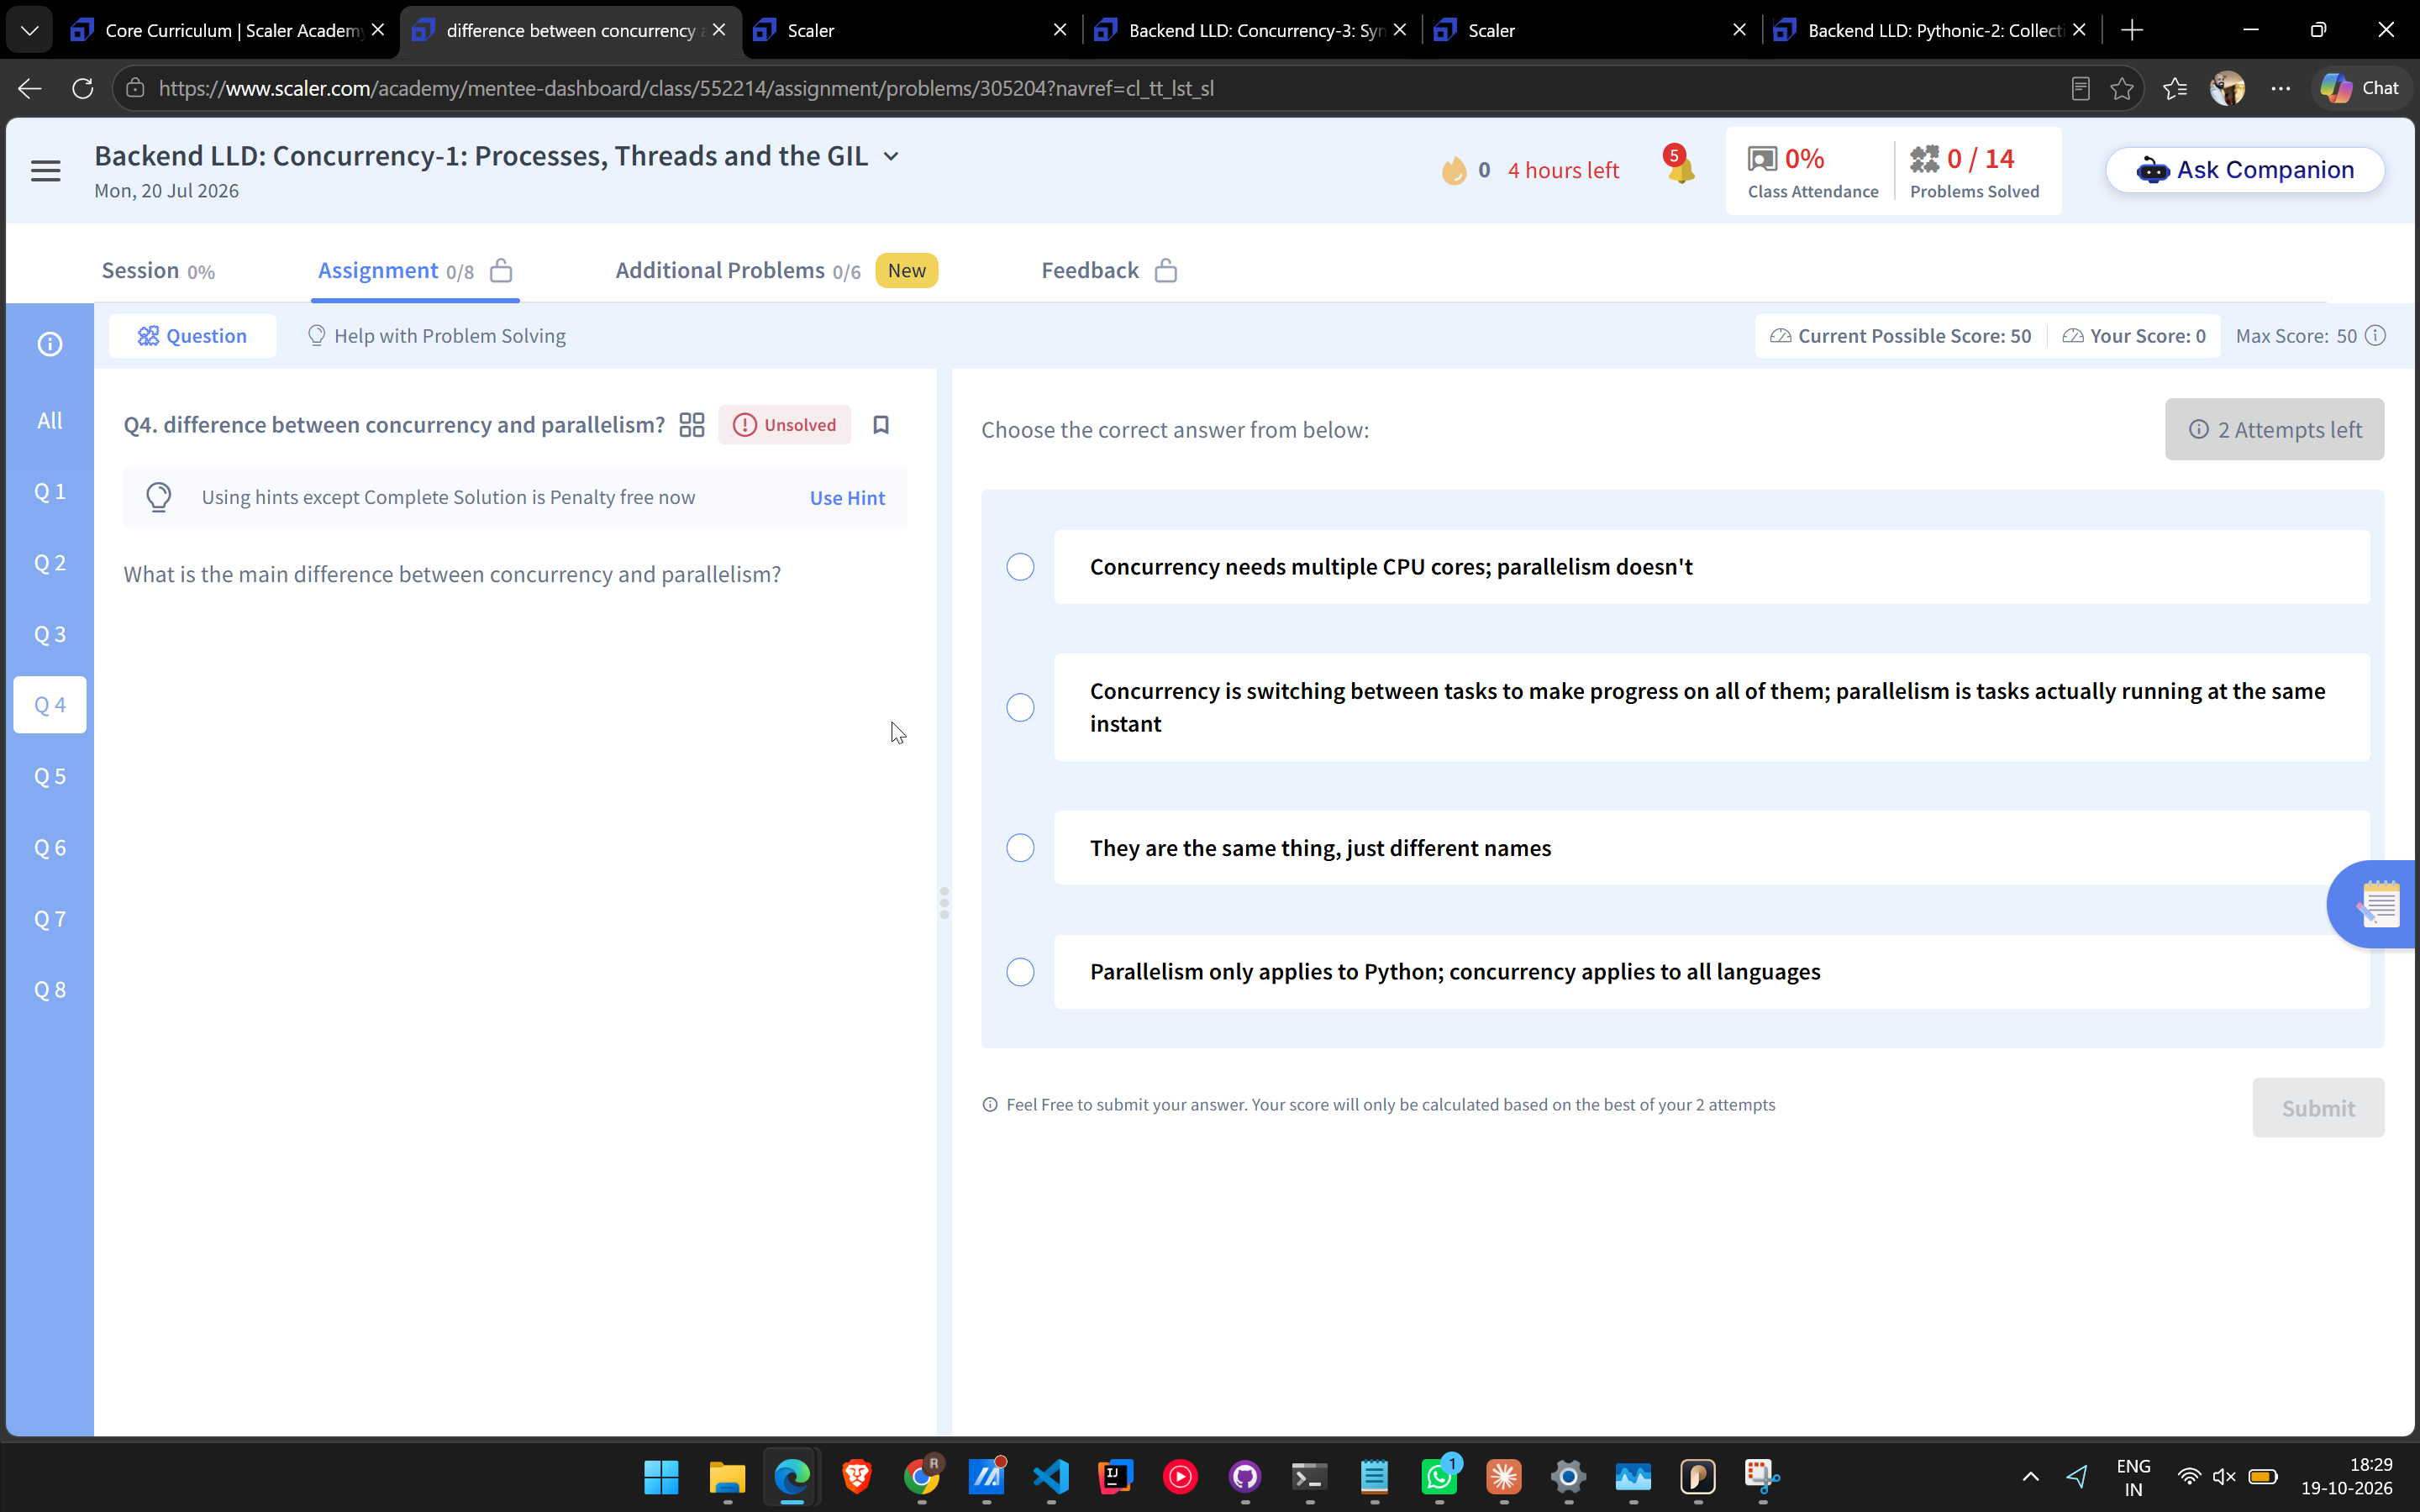 Core Curriculum | Scaler Academy
difference between concurrency a
Scaler
Backend LLD: Concurrency-3: Syn
Scaler
Backend LLD: Pythonic-2: Collecti
https://www.scaler.com/academy/mentee-dashboard/class/552214/assignment/problems/305204?navref=cl_tt_lst_sl
Chat
Backend LLD: Concurrency-1: Processes, Threads and the GIL
Mon, 20 Jul 2026
0
4 hours left
5
0%
Class Attendance
0 / 14
Problems Solved
Ask Companion
Session 0%
Assignment 0/8
Additional Problems 0/6
New
Feedback
Question
Help with Problem Solving
Current Possible Score: 50
Your Score: 0
Max Score: 50
All
Q 1
Q 2
Q 3
Q 4
Q 5
Q 6
Q 7
Q 8
Q4. difference between concurrency and parallelism?
Unsolved
Using hints except Complete Solution is Penalty free now
Use Hint
What is the main difference between concurrency and parallelism?
Choose the correct answer from below:
2 Attempts left
Concurrency needs multiple CPU cores; parallelism doesn't
Concurrency is switching between tasks to make progress on all of them; parallelism is tasks actually running at the same
instant
They are the same thing, just different names
Parallelism only applies to Python; concurrency applies to all languages
Feel Free to submit your answer. Your score will only be calculated based on the best of your 2 attempts
Submit
R
IJ
1
ENG
IN
18:29
19-10-2026